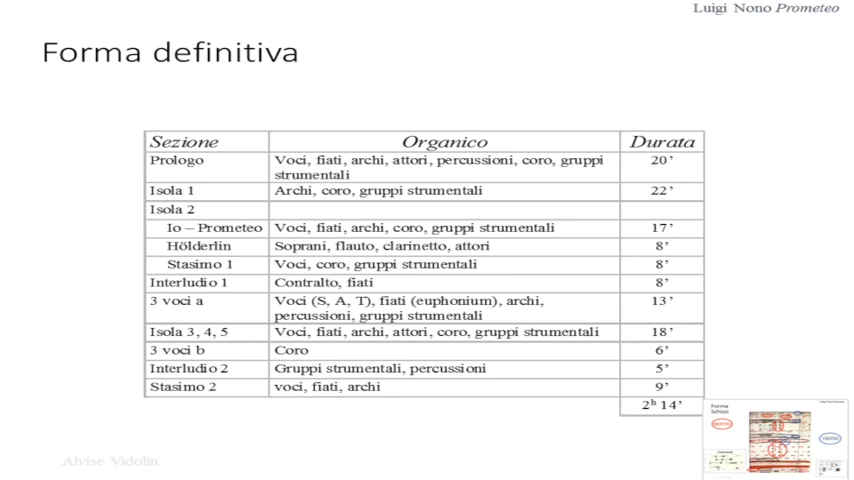 Luigi Nono Prometeo
Forma definitiva
Sezione Organico Durata
Prologo Voci, fiati, archi, attori, percussioni, coro, gruppi strumentali 20’
Isola 1 Archi, coro, gruppi strumentali 22’
Isola 2
Io – Prometeo Voci, fiati, archi, coro, gruppi strumentali 17’
Hölderlin Soprani, flauto, clarinetto, attori 8’
Stasimo 1 Voci, coro, gruppi strumentali 8’
Interludio 1 Contralto, fiati 8’
3 voci a Voci (S, A, T), fiati (euphonium), archi, percussioni, gruppi strumentali 13’
Isola 3, 4, 5 Voci, fiati, archi, attori, coro, gruppi strumentali 18’
3 voci b Coro 6’
Interludio 2 Gruppi strumentali, percussioni 5’
Stasimo 2 voci, fiati, archi 9’
2h 14’
Forma
Schizzi
Alvise Vidolin